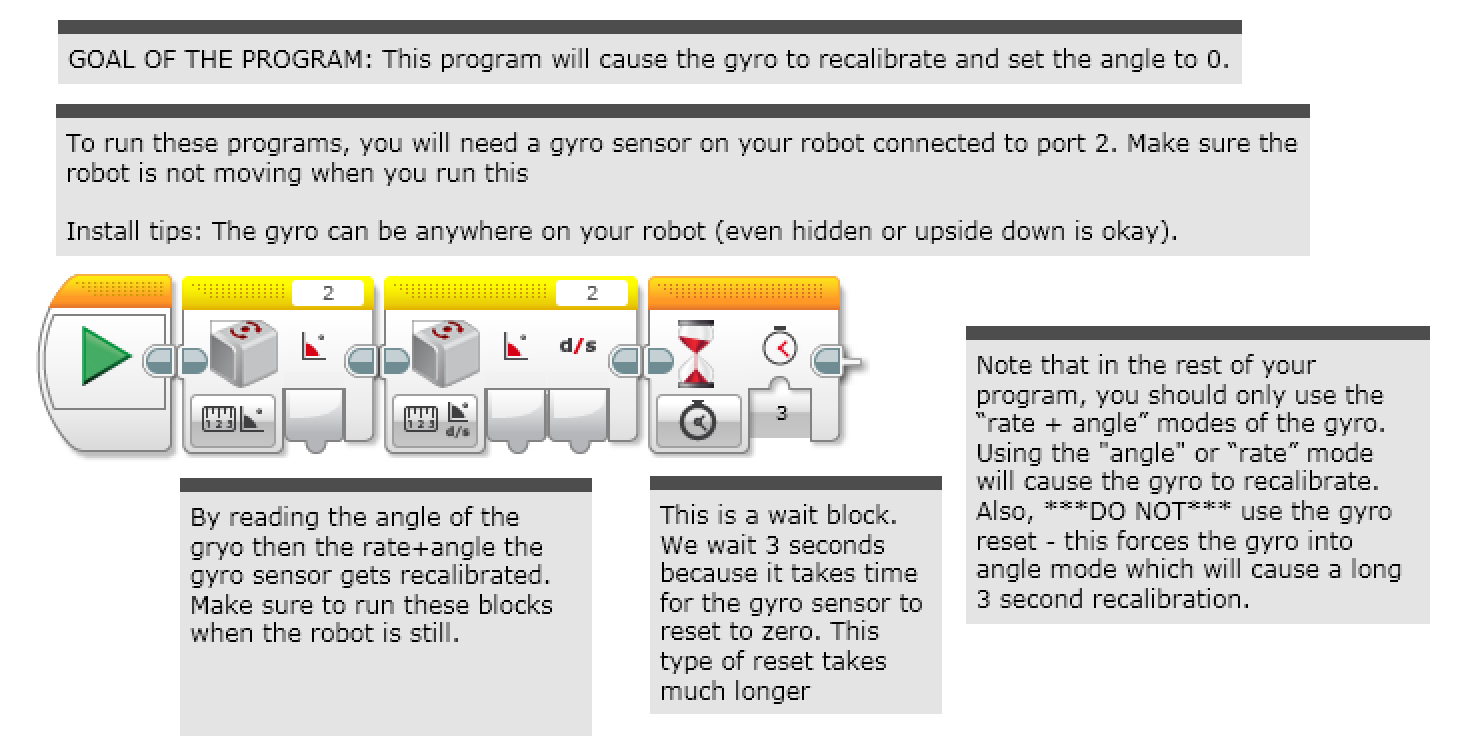 GOAL OF THE PROGRAM: This program will cause the gyro to recalibrate and set the angle to 0.
To run these programs, you will need a gyro sensor on your robot connected to port 2. Make sure the
robot is not moving when you run this
Install tips: The gyro can be anywhere on your robot (even hidden or upside down is okay).
2
2
d/s
1 2 3
1 2 3
d/s
3
By reading the angle of the
gryo then the rate+angle the
gyro sensor gets recalibrated.
Make sure to run these blocks
when the robot is still.
This is a wait block.
We wait 3 seconds
because it takes time
for the gyro sensor to
reset to zero. This
type of reset takes
much longer
Note that in the rest of your
program, you should only use the
“rate + angle” modes of the gyro.
Using the "angle" or “rate” mode
will cause the gyro to recalibrate.
Also, ***DO NOT*** use the gyro
reset - this forces the gyro into
angle mode which will cause a long
3 second recalibration.